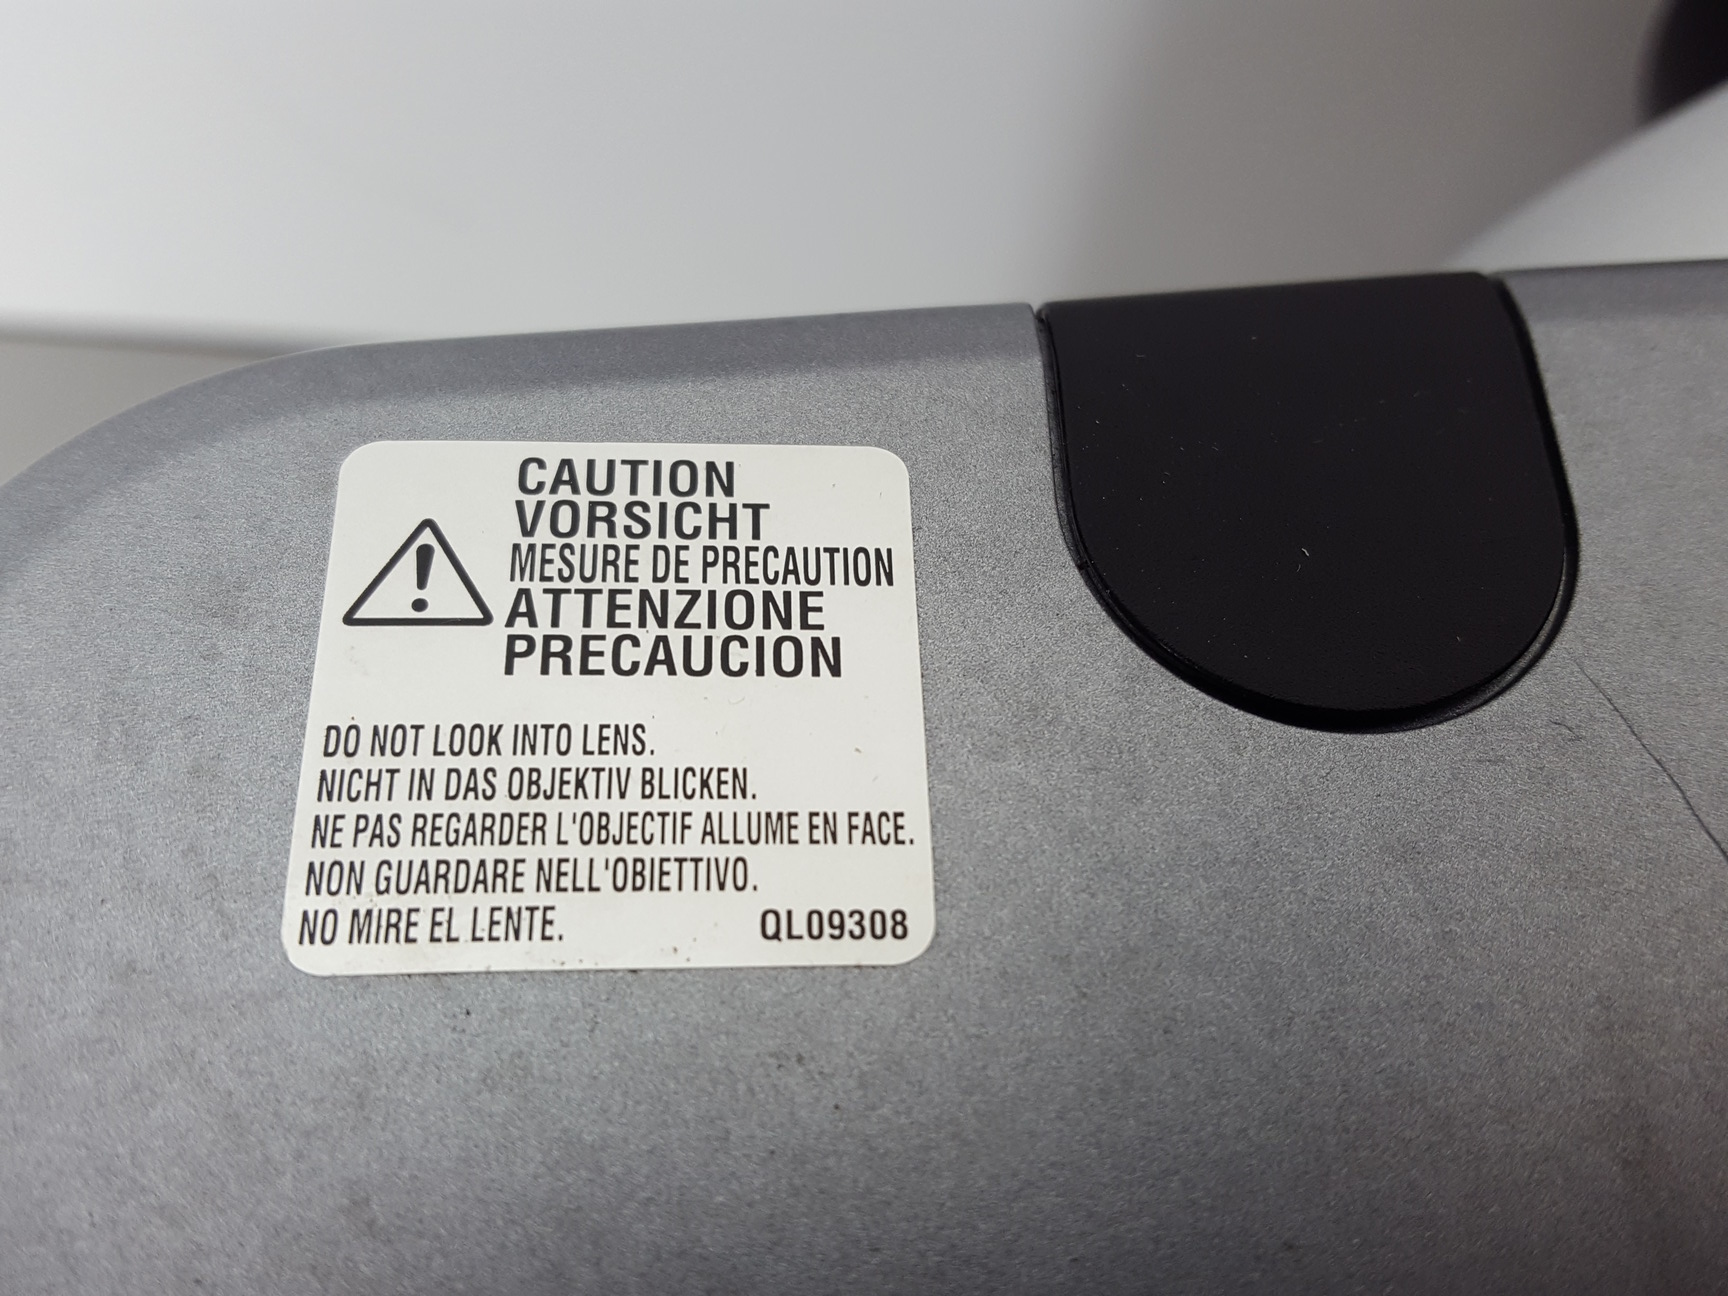 CAUTION
VORSICHT
MESURE DE PRECAUTION
ATTENZIONE
PRECAUCION
DO NOT LOOK INTO LENS.
NICHT IN DAS OBJEKTIV BLICKEN.
NE PAS REGARDER L'OBJECTIF ALLUME EN FACE.
NON GUARDARE NELL'OBIETTIVO.
NO MIRE EL LENTE. QL09308